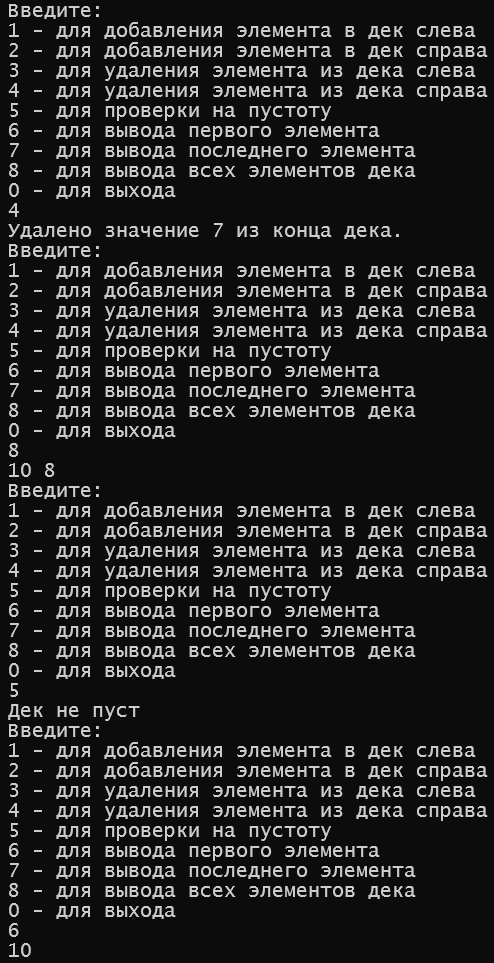 Введите:
1 - для добавления элемента в дек слева
2 - для добавления элемента в дек справа
3 - для удаления элемента из дека слева
4 - для удаления элемента из дека справа
5 - для проверки на пустоту
6 - для вывода первого элемента
7 - для вывода последнего элемента
8 - для вывода всех элементов дека
0 - для выхода
4
Удалено значение 7 из конца дека.
Введите:
1 - для добавления элемента в дек слева
2 - для добавления элемента в дек справа
3 - для удаления элемента из дека слева
4 - для удаления элемента из дека справа
5 - для проверки на пустоту
6 - для вывода первого элемента
7 - для вывода последнего элемента
8 - для вывода всех элементов дека
0 - для выхода
8
10 8
Введите:
1 - для добавления элемента в дек слева
2 - для добавления элемента в дек справа
3 - для удаления элемента из дека слева
4 - для удаления элемента из дека справа
5 - для проверки на пустоту
6 - для вывода первого элемента
7 - для вывода последнего элемента
8 - для вывода всех элементов дека
0 - для выхода
5
Дек не пуст
Введите:
1 - для добавления элемента в дек слева
2 - для добавления элемента в дек справа
3 - для удаления элемента из дека слева
4 - для удаления элемента из дека справа
5 - для проверки на пустоту
6 - для вывода первого элемента
7 - для вывода последнего элемента
8 - для вывода всех элементов дека
0 - для выхода
6
10